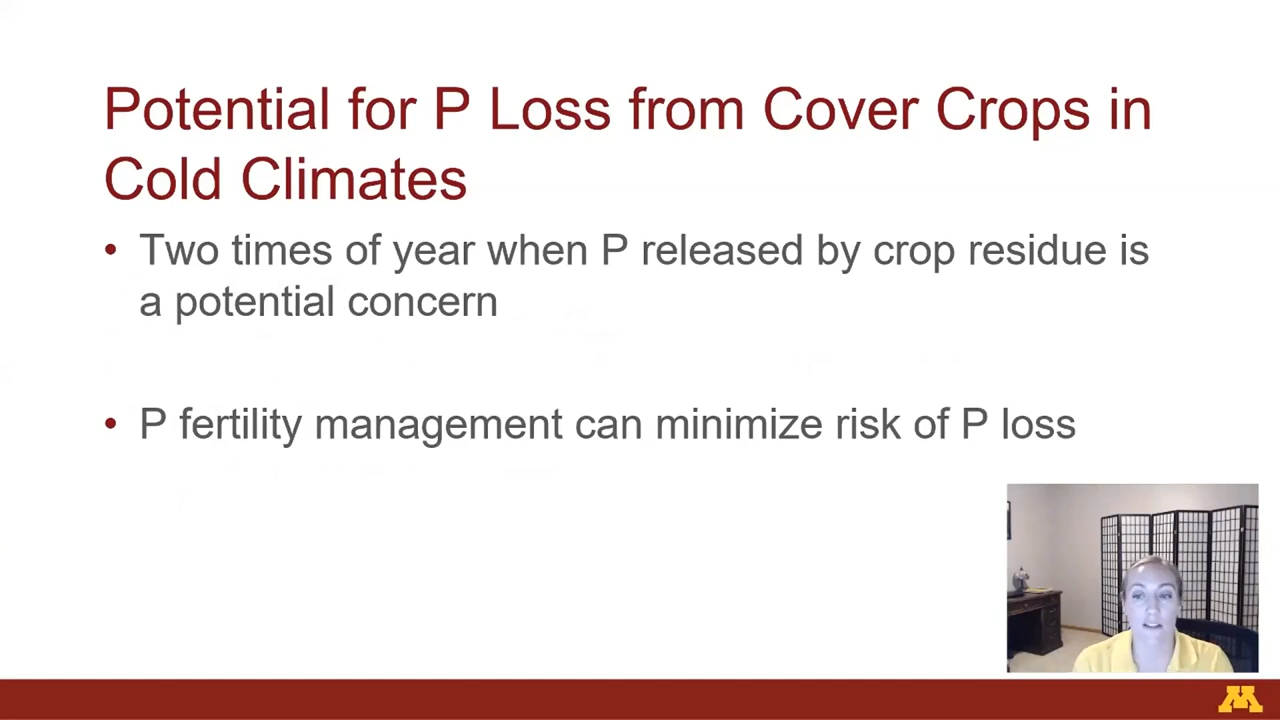 Potential for P Loss from Cover Crops in
Cold Climates
• Two times of year when P released by crop residue is
a potential concern
• P fertility management can minimize risk of P loss
M